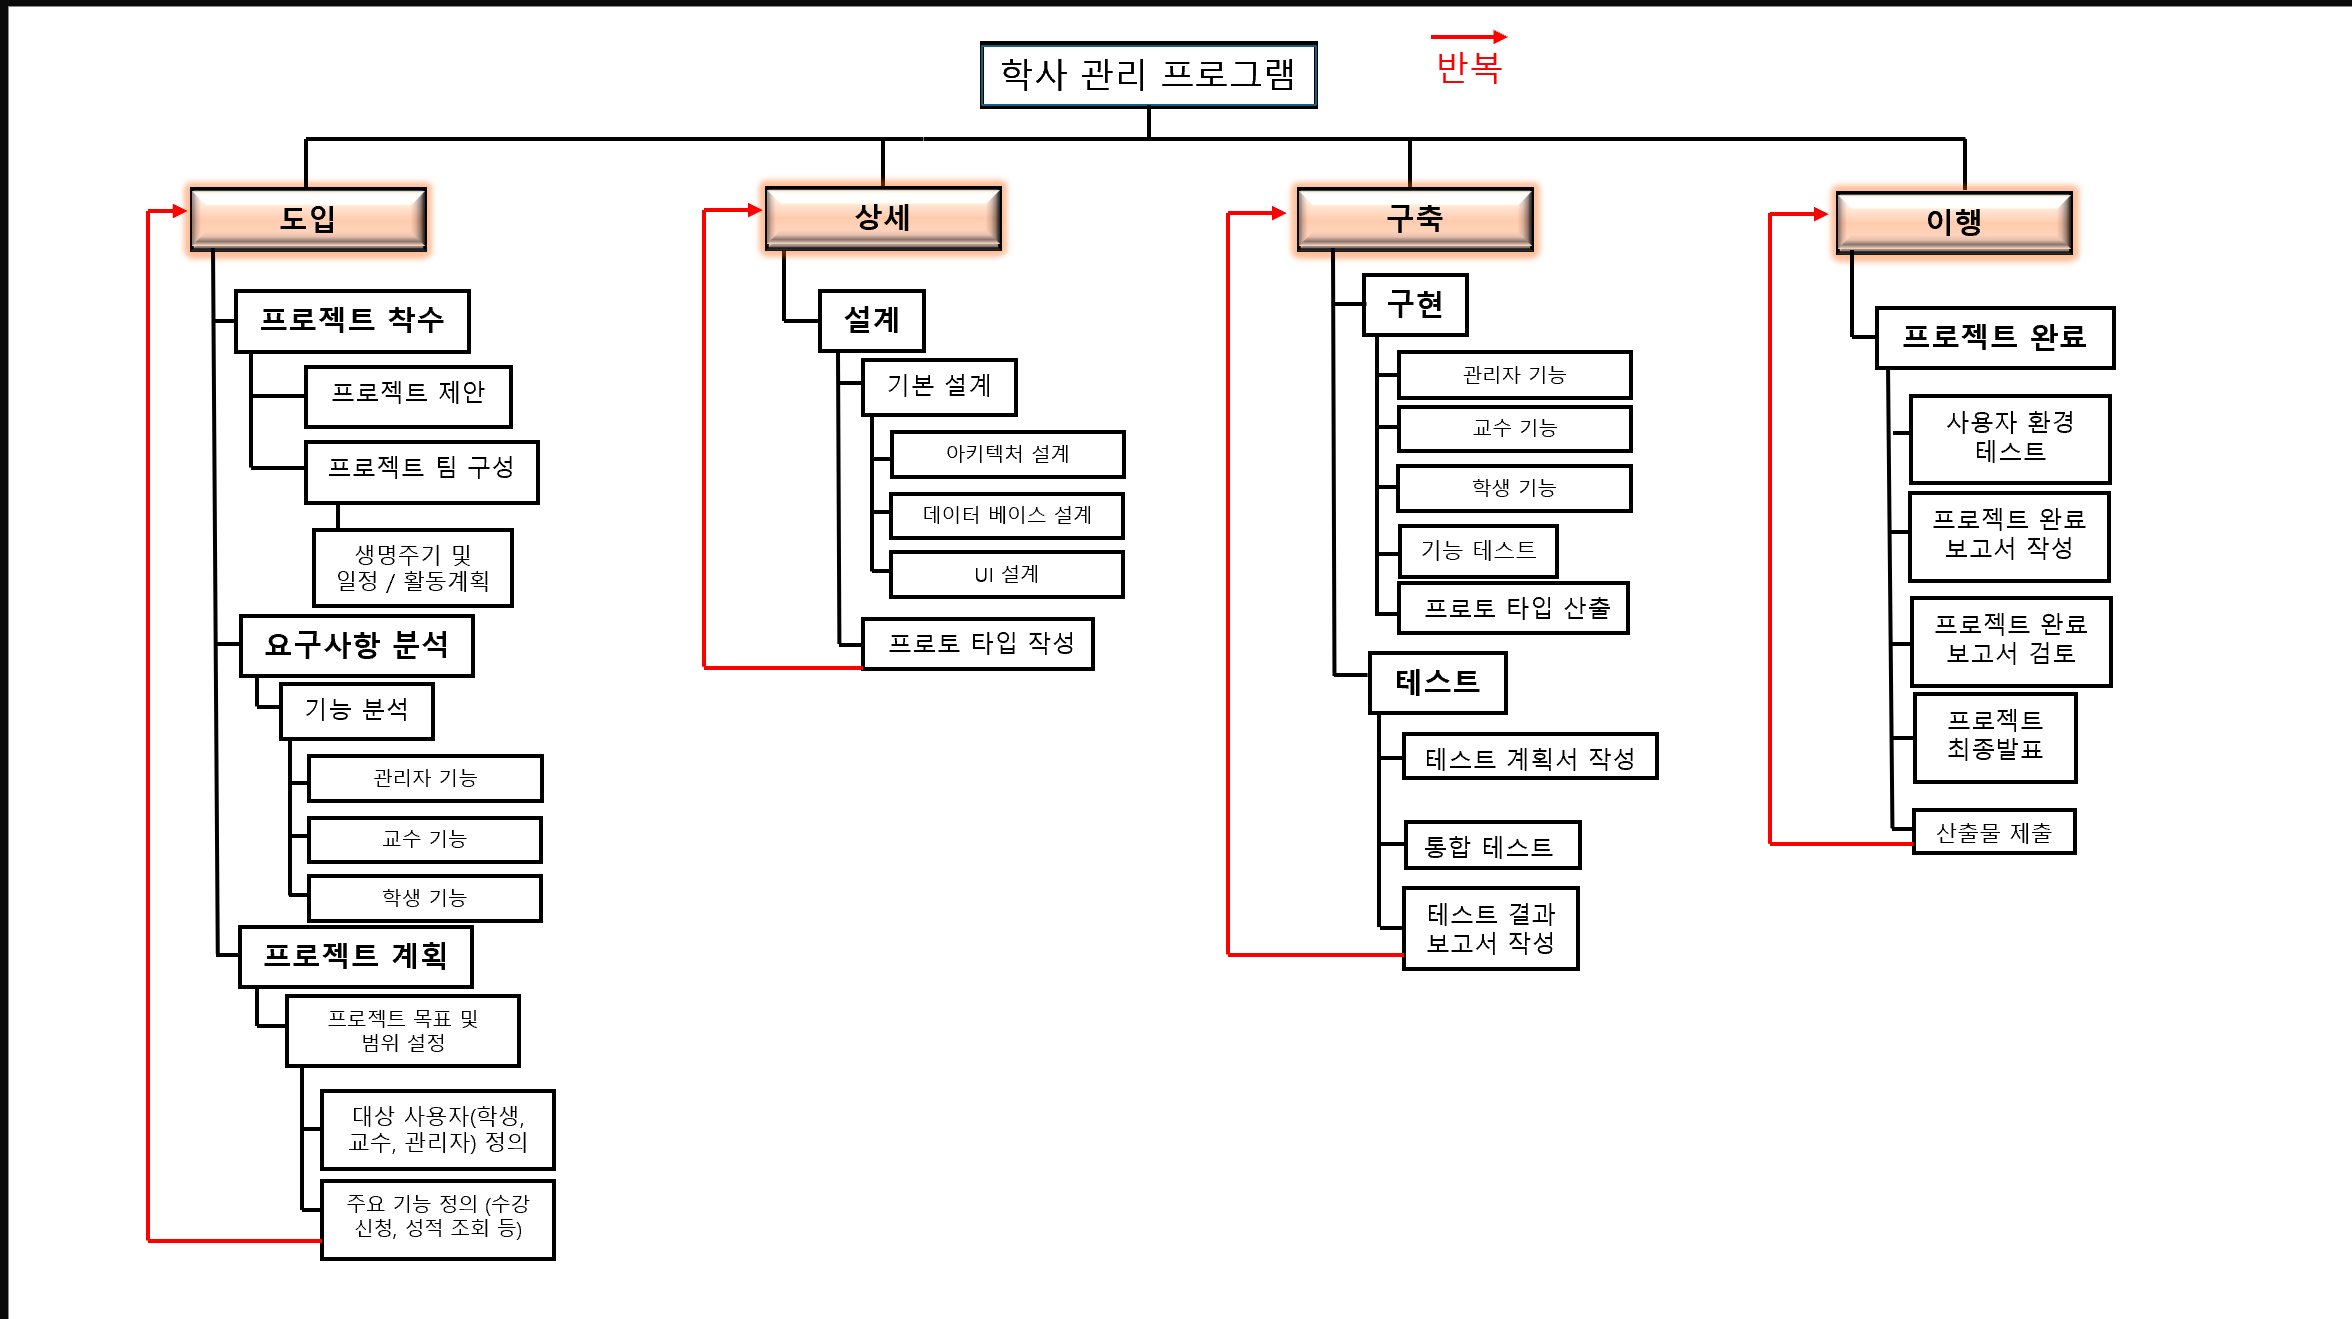 학사 관리 프로그램
반복
도입
프로젝트 착수
프로젝트 제안
프로젝트 팀 구성
생명주기 및
일정 / 활동계획
요구사항 분석
기능 분석
관리자 기능
교수 기능
학생 기능
프로젝트 계획
프로젝트 목표 및
범위 설정
대상 사용자(학생,
교수, 관리자) 정의
주요 기능 정의 (수강
신청, 성적 조회 등)
상세
설계
기본 설계
아키텍처 설계
데이터 베이스 설계
UI 설계
프로토 타입 작성
구축
구현
관리자 기능
교수 기능
학생 기능
기능 테스트
프로토 타입 산출
테스트
테스트 계획서 작성
통합 테스트
테스트 결과
보고서 작성
이행
프로젝트 완료
사용자 환경
테스트
프로젝트 완료
보고서 작성
프로젝트 완료
보고서 검토
프로젝트
최종발표
산출물 제출